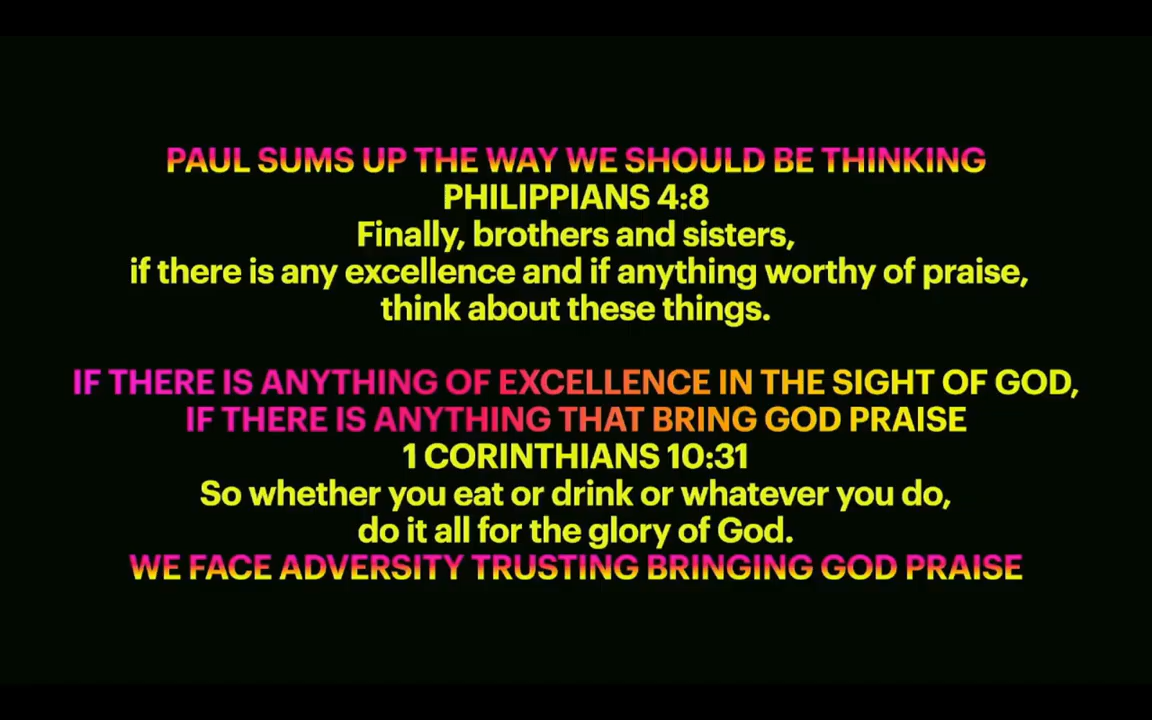 PAUL SUMS UP THE WAY WE SHOULD BE THINKING
PHILIPPIANS 4:8
Finally, brothers and sisters,
if there is any excellence and if anything worthy of praise,
think about these things.
IF THERE IS ANYTHING OF EXCELLENCE IN THE SIGHT OF GOD,
IF THERE IS ANYTHING THAT BRING GOD PRAISE
1 CORINTHIANS 10:31
So whether you eat or drink or whatever you do,
do it all for the glory of God.
WE FACE ADVERSITY TRUSTING BRINGING GOD PRAISE